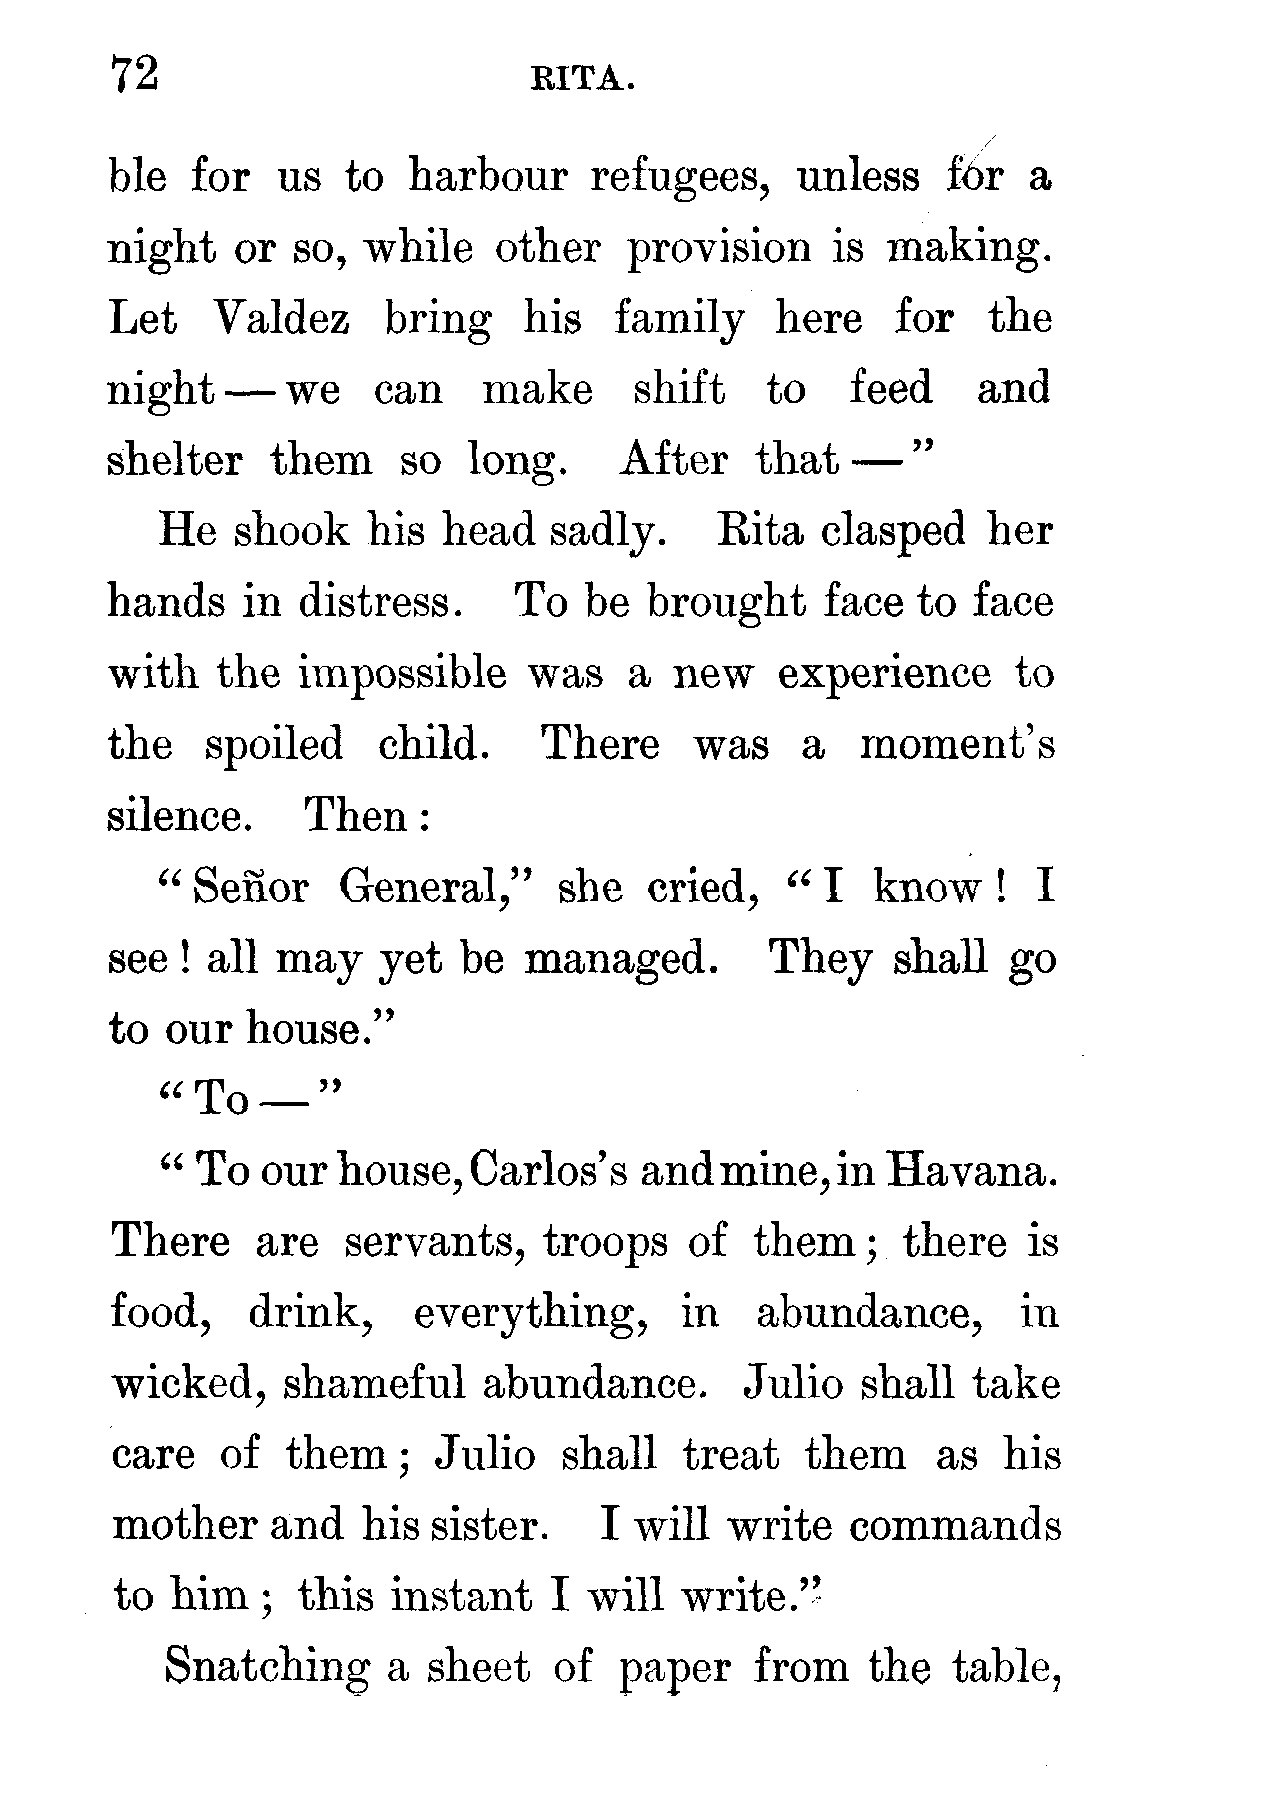 72 RITA.
ble for us to harbour refugees, unless for a
night or so, while other provision is making.
Let Valdez bring his family here for the
night — we can make shift to feed and
shelter them so long. After that — ”
He shook his head sadly. Rita clasped her
hands in distress. To be brought face to face
with the impossible was a new experience to
the spoiled child. There was a moment’s
silence. Then :
“ Señor General,” she cried, “ I know ! I
see ! all may yet be managed. They shall go
to our house.”
“ To — ”
“ To our house, Carlos’s and mine, in Havana.
There are servants, troops of them ; there is
food, drink, everything, in abundance, in
wicked, shameful abundance. Julio shall take
care of them ; Julio shall treat them as his
mother and his sister. I will write commands
to him ; this instant I will write.”
Snatching a sheet of paper from the table,